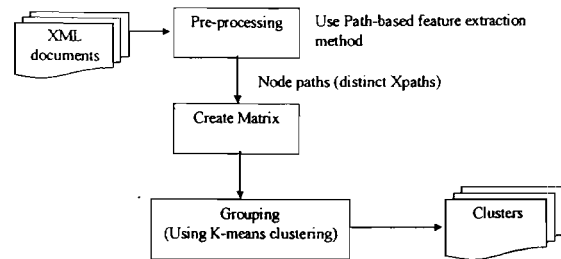 XML
documents
Pre-processing
Use Path-based feature extraction
method
Node paths (distinct Xpaths)
Create Matrix
Grouping
(Using K-means clustering)
Clusters